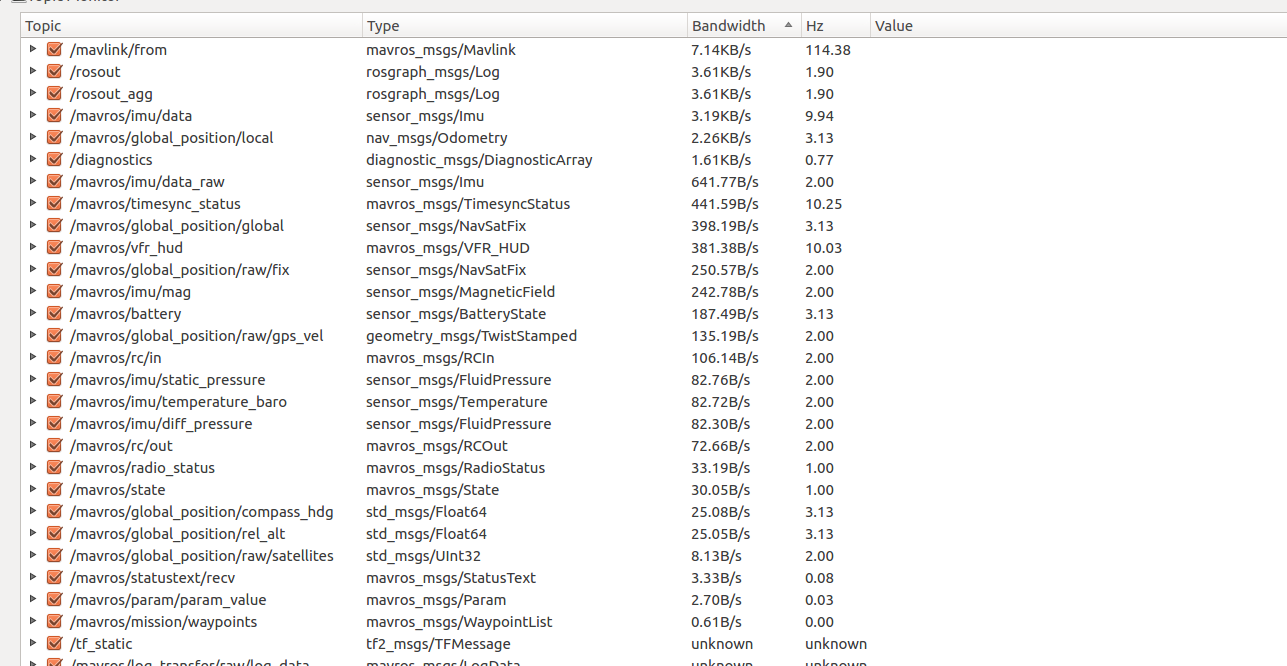 Topic Type Bandwidth Hz Value
/mavlink/from mavros_msgs/Mavlink 7.14KB/s 114.38
/rosout rosgraph_msgs/Log 3.61KB/s 1.90
/rosout_agg rosgraph_msgs/Log 3.61KB/s 1.90
/mavros/imu/data sensor_msgs/Imu 3.19KB/s 9.94
/mavros/global_position/local nav_msgs/Odometry 2.26KB/s 3.13
/diagnostics diagnostic_msgs/DiagnosticArray 1.61KB/s 0.77
/mavros/imu/data_raw sensor_msgs/Imu 641.77B/s 2.00
/mavros/timesync_status mavros_msgs/TimesyncStatus 441.59B/s 10.25
/mavros/global_position/global sensor_msgs/NavSatFix 398.19B/s 3.13
/mavros/vfr_hud mavros_msgs/VFR_HUD 381.38B/s 10.03
/mavros/global_position/raw/fix sensor_msgs/NavSatFix 250.57B/s 2.00
/mavros/imu/mag sensor_msgs/MagneticField 242.78B/s 2.00
/mavros/battery sensor_msgs/BatteryState 187.49B/s 3.13
/mavros/global_position/raw/gps_vel geometry_msgs/TwistStamped 135.19B/s 2.00
/mavros/rc/in mavros_msgs/RCIn 106.14B/s 2.00
/mavros/imu/static_pressure sensor_msgs/FluidPressure 82.76B/s 2.00
/mavros/imu/temperature_baro sensor_msgs/Temperature 82.72B/s 2.00
/mavros/imu/diff_pressure sensor_msgs/FluidPressure 82.30B/s 2.00
/mavros/rc/out mavros_msgs/RCOut 72.66B/s 2.00
/mavros/radio_status mavros_msgs/RadioStatus 33.19B/s 1.00
/mavros/state mavros_msgs/State 30.05B/s 1.00
/mavros/global_position/compass_hdg std_msgs/Float64 25.08B/s 3.13
/mavros/global_position/rel_alt std_msgs/Float64 25.05B/s 3.13
/mavros/global_position/raw/satellites std_msgs/UInt32 8.13B/s 2.00
/mavros/statustext/recv mavros_msgs/StatusText 3.33B/s 0.08
/mavros/param/param_value mavros_msgs/Param 2.70B/s 0.03
/mavros/mission/waypoints mavros_msgs/WaypointList 0.61B/s 0.00
/tf_static tf2_msgs/TFMessage unknown unknown
/mavros/log_transfer/raw/log_data mavros_msgs/LogData unknown unknown